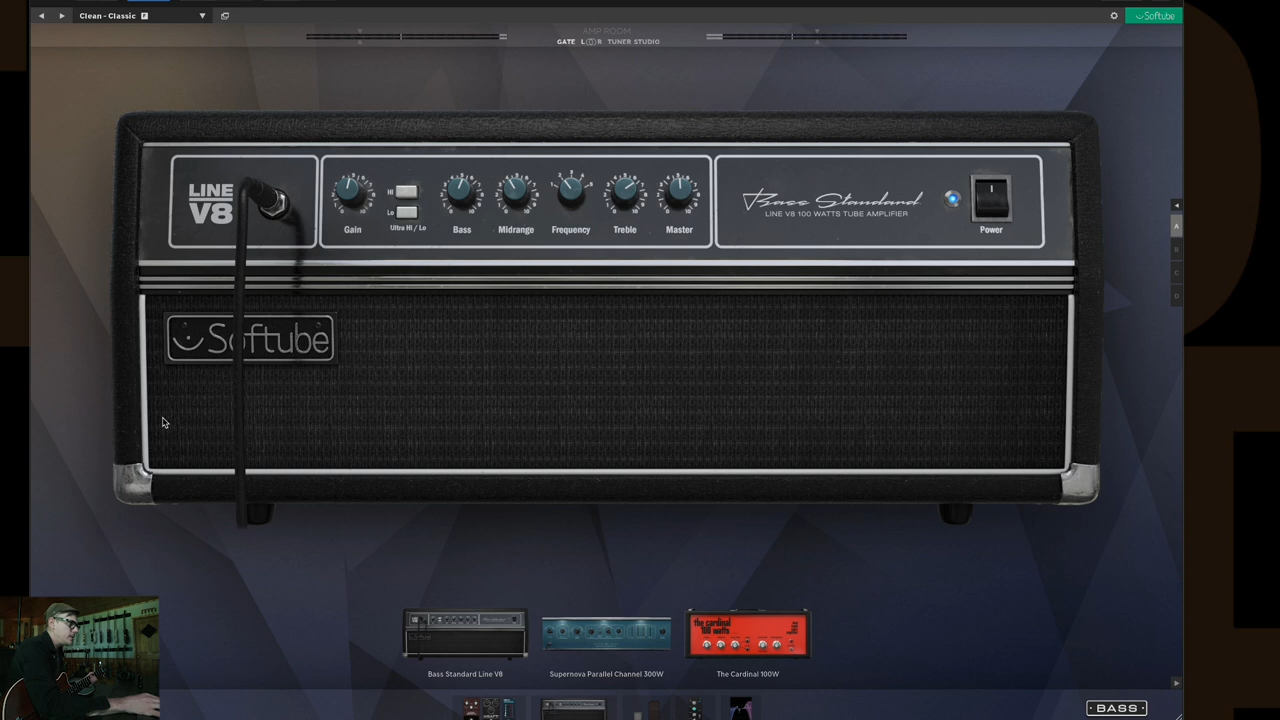 Clean - Classic F
Softube
AMP ROOM
GATE L R TUNER STUDIO
LINE
V8
HI
Lo
Ultra Hi / Lo
Gain
Bass
Midrange
Frequency
Treble
Master
Bass Standard
LINE V8 100 WATTS TUBE AMPLIFIER
Power
A
B
C
D
Softube
the cardinal
100 watts
Bass Standard Line V8
Supernova Parallel Channel 300W
The Cardinal 100W
BASS